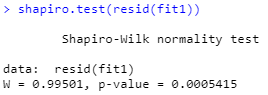 > shapiro.test(resid(fit1))
Shapiro-Wilk normality test
data:  resid(fit1)
W = 0.99501, p-value = 0.0005415